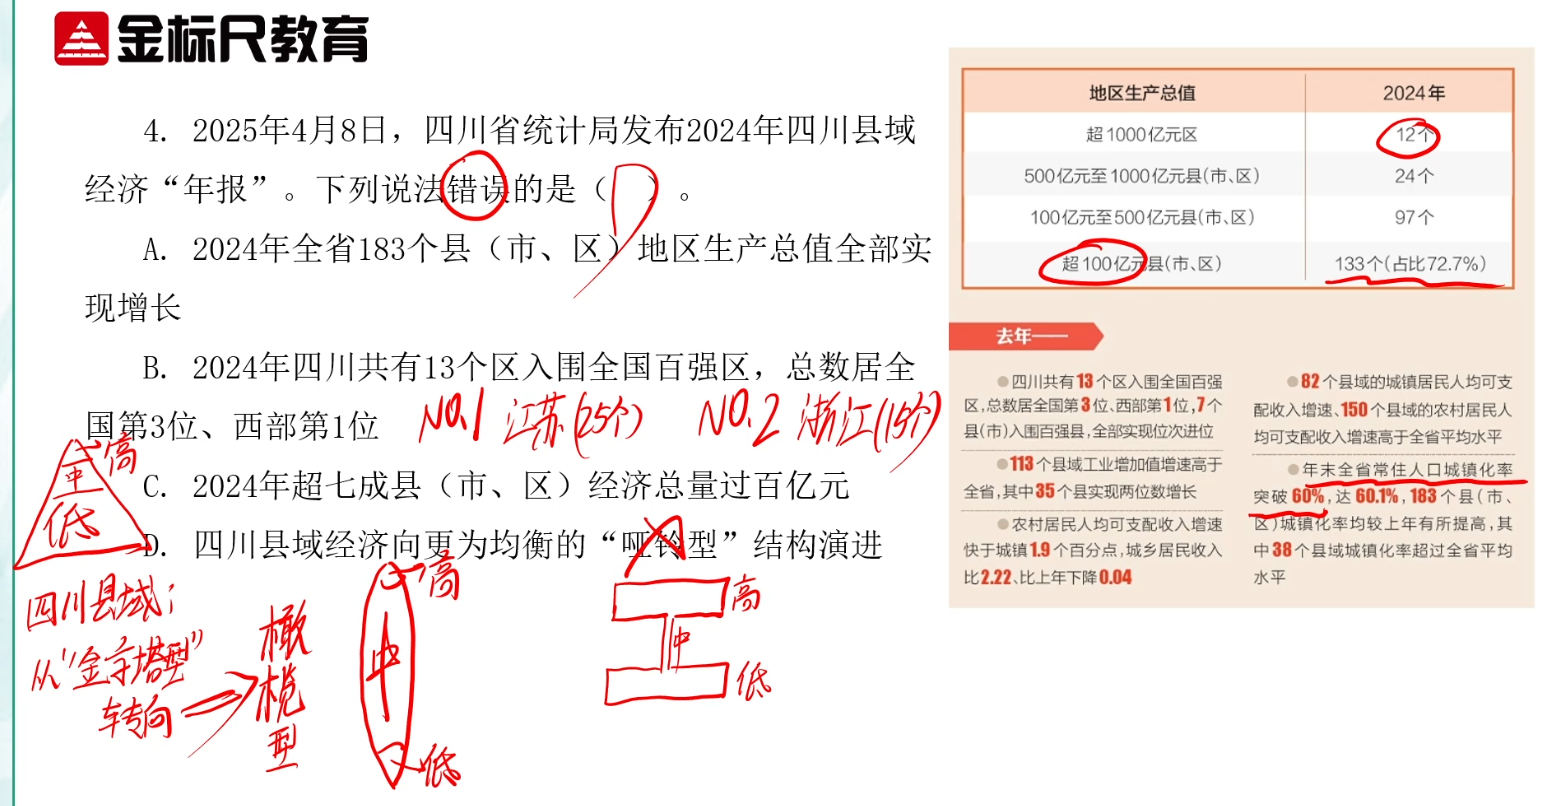 金标尺教育
4. 2025年4月8日，四川省统计局发布2024年四川县域
经济“年报”。下列说法错误的是（ ）。
D
A. 2024年全省183个县（市、区）地区生产总值全部实
现增长
B. 2024年四川共有13个区入围全国百强区，总数居全
国第3位、西部第1位
NO.1 江苏(25个) NO.2 浙江(15个)
C. 2024年超七成县（市、区）经济总量过百亿元
D. 四川县域经济向更为均衡的“哑铃型”结构演进
高
中
低
四川县域：
从“金字塔型”
转向
橄榄型
高
中
低
高
中
低
地区生产总值 2024年
超1000亿元区 12个
500亿元至1000亿元县(市、区) 24个
100亿元至500亿元县(市、区) 97个
超100亿元县(市、区) 133个(占比72.7%)
去年——
●四川共有13个区入围全国百强
区,总数居全国第3位、西部第1位,7个
县(市)入围百强县,全部实现位次进位
●113个县域工业增加值增速高于
全省,其中35个县实现两位数增长
●农村居民人均可支配收入增速
快于城镇1.9个百分点,城乡居民收入
比2.22、比上年下降0.04
●82个县域的城镇居民人均可支
配收入增速、150个县域的农村居民人
均可支配收入增速高于全省平均水平
●年末全省常住人口城镇化率
突破60%,达60.1%,183个县(市、
区)城镇化率均较上年有所提高,其
中38个县域城镇化率超过全省平均
水平